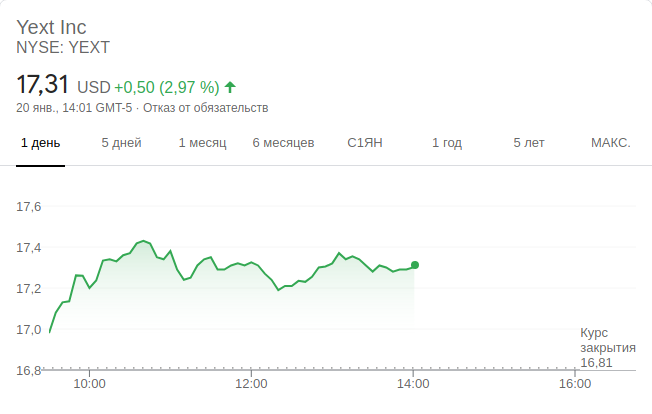 Yext Inc
NYSE: YEXT
17,31 USD +0,50 (2,97 %)
20 янв., 14:01 GMT-5 · Отказ от обязательств
1 день 5 дней 1 месяц 6 месяцев С1ЯН 1 год 5 лет МАКС.
17,6
17,4
17,2
17,0
Курс
закрытия
16,81
16,8
10:00 12:00 14:00 16:00